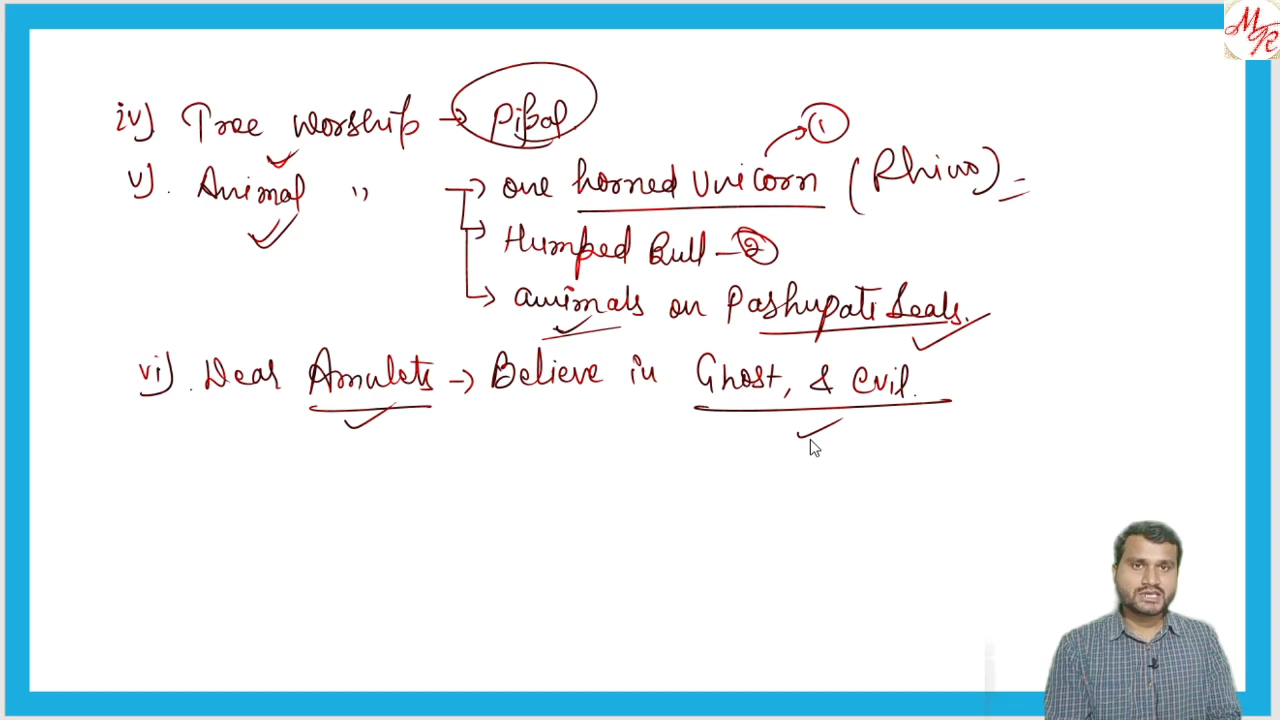 iv) Tree worship → Pipal
v). Animal " → one horned Unicorn (Rhino) = ①
→ Humped Bull - ②
→ animals on Pashupati Seals.
vi). Wear Amulets → Believe in Ghost, & Evil.
MR